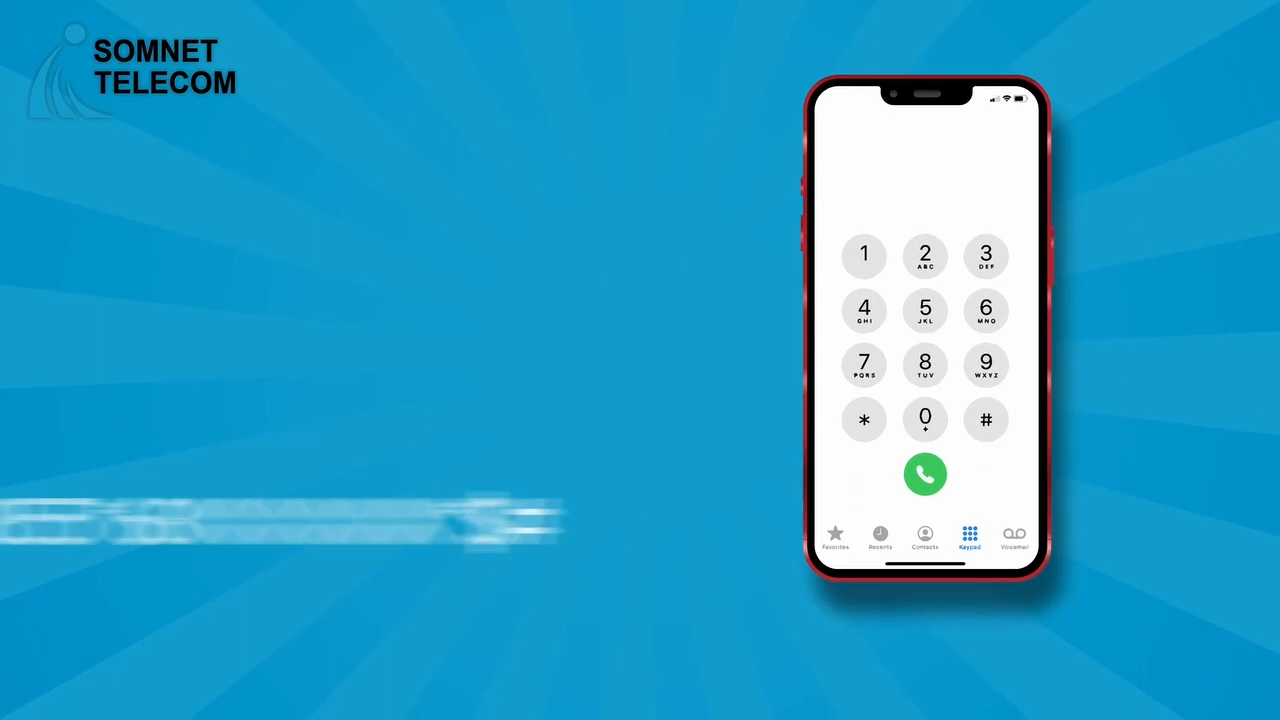 SOMNET
TELECOM
1
2
3
ABC
DEF
4
5
6
GHI
JKL
MNO
7
8
9
PQRS
TUV
WXYZ
*
0
#
+
Favorites
Recents
Contacts
Keypad
Voicemail